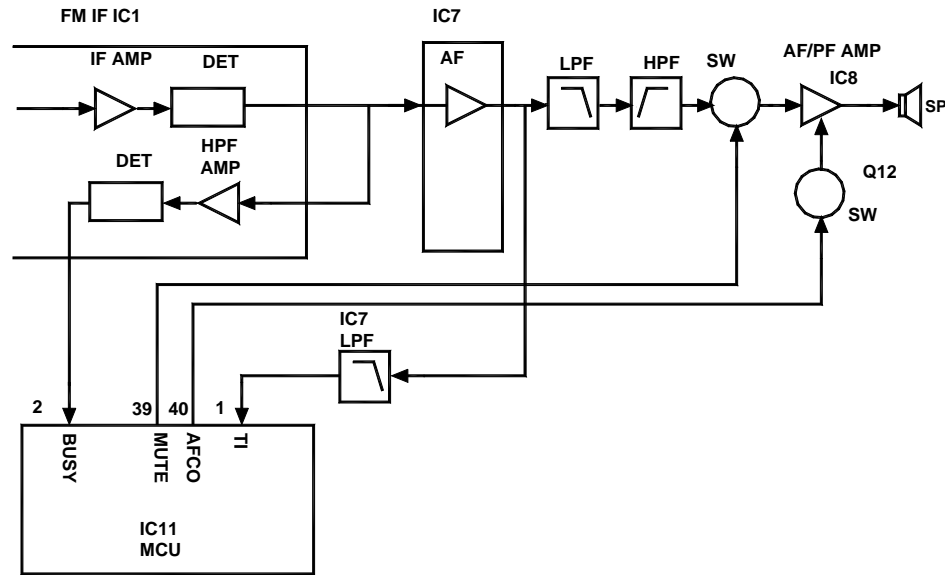 FM IF IC1
IC7
IF AMP
DET
AF
LPF
HPF
SW
AF/PF AMP
IC8
SP
DET
HPF
AMP
Q12
SW
IC7
LPF
2
39
40
1
BUSY
MUTE
AFCO
TI
IC11
MCU